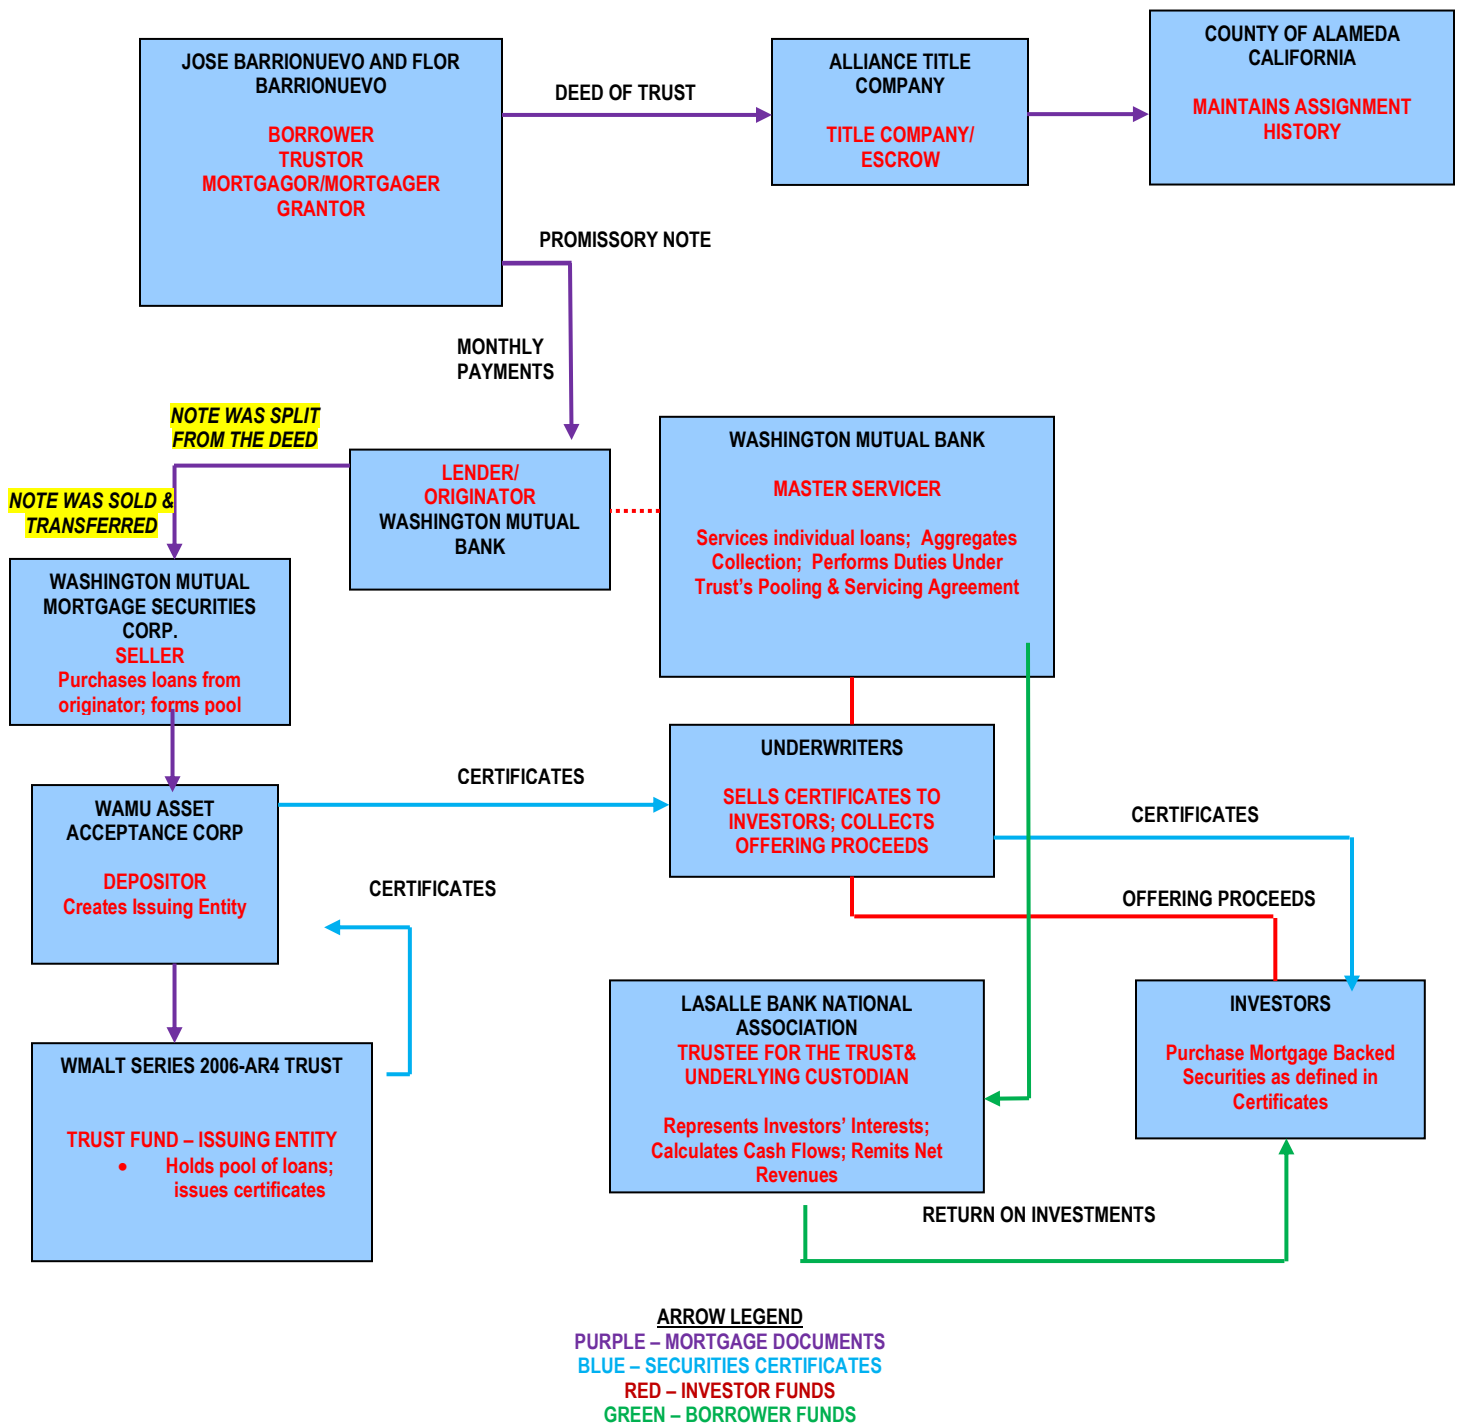 JOSE BARRIONUEVO AND FLOR
BARRIONUEVO
BORROWER
TRUSTOR
MORTGAGOR/MORTGAGER
GRANTOR
DEED OF TRUST
ALLIANCE TITLE
COMPANY
TITLE COMPANY/
ESCROW
COUNTY OF ALAMEDA
CALIFORNIA
MAINTAINS ASSIGNMENT
HISTORY
PROMISSORY NOTE
MONTHLY
PAYMENTS
NOTE WAS SPLIT
FROM THE DEED
NOTE WAS SOLD &
TRANSFERRED
LENDER/
ORIGINATOR
WASHINGTON MUTUAL
BANK
WASHINGTON MUTUAL BANK
MASTER SERVICER
Services individual loans; Aggregates
Collection; Performs Duties Under
Trust’s Pooling & Servicing Agreement
WASHINGTON MUTUAL
MORTGAGE SECURITIES
CORP.
SELLER
Purchases loans from
originator; forms pool
WAMU ASSET
ACCEPTANCE CORP
DEPOSITOR
Creates Issuing Entity
CERTIFICATES
UNDERWRITERS
SELLS CERTIFICATES TO
INVESTORS; COLLECTS
OFFERING PROCEEDS
CERTIFICATES
CERTIFICATES
OFFERING PROCEEDS
WMALT SERIES 2006-AR4 TRUST
TRUST FUND – ISSUING ENTITY
• Holds pool of loans;
issues certificates
LASALLE BANK NATIONAL
ASSOCIATION
TRUSTEE FOR THE TRUST&
UNDERLYING CUSTODIAN
Represents Investors’ Interests;
Calculates Cash Flows; Remits Net
Revenues
INVESTORS
Purchase Mortgage Backed
Securities as defined in
Certificates
RETURN ON INVESTMENTS
ARROW LEGEND
PURPLE – MORTGAGE DOCUMENTS
BLUE – SECURITIES CERTIFICATES
RED – INVESTOR FUNDS
GREEN – BORROWER FUNDS